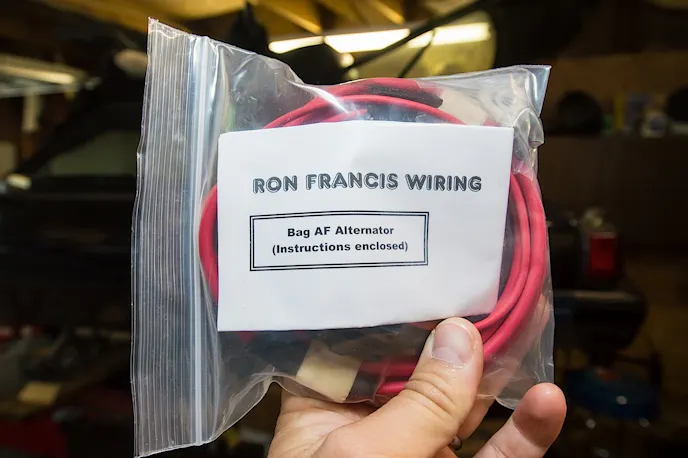 RON FRANCIS WIRING
Bag AF Alternator
(Instructions enclosed)